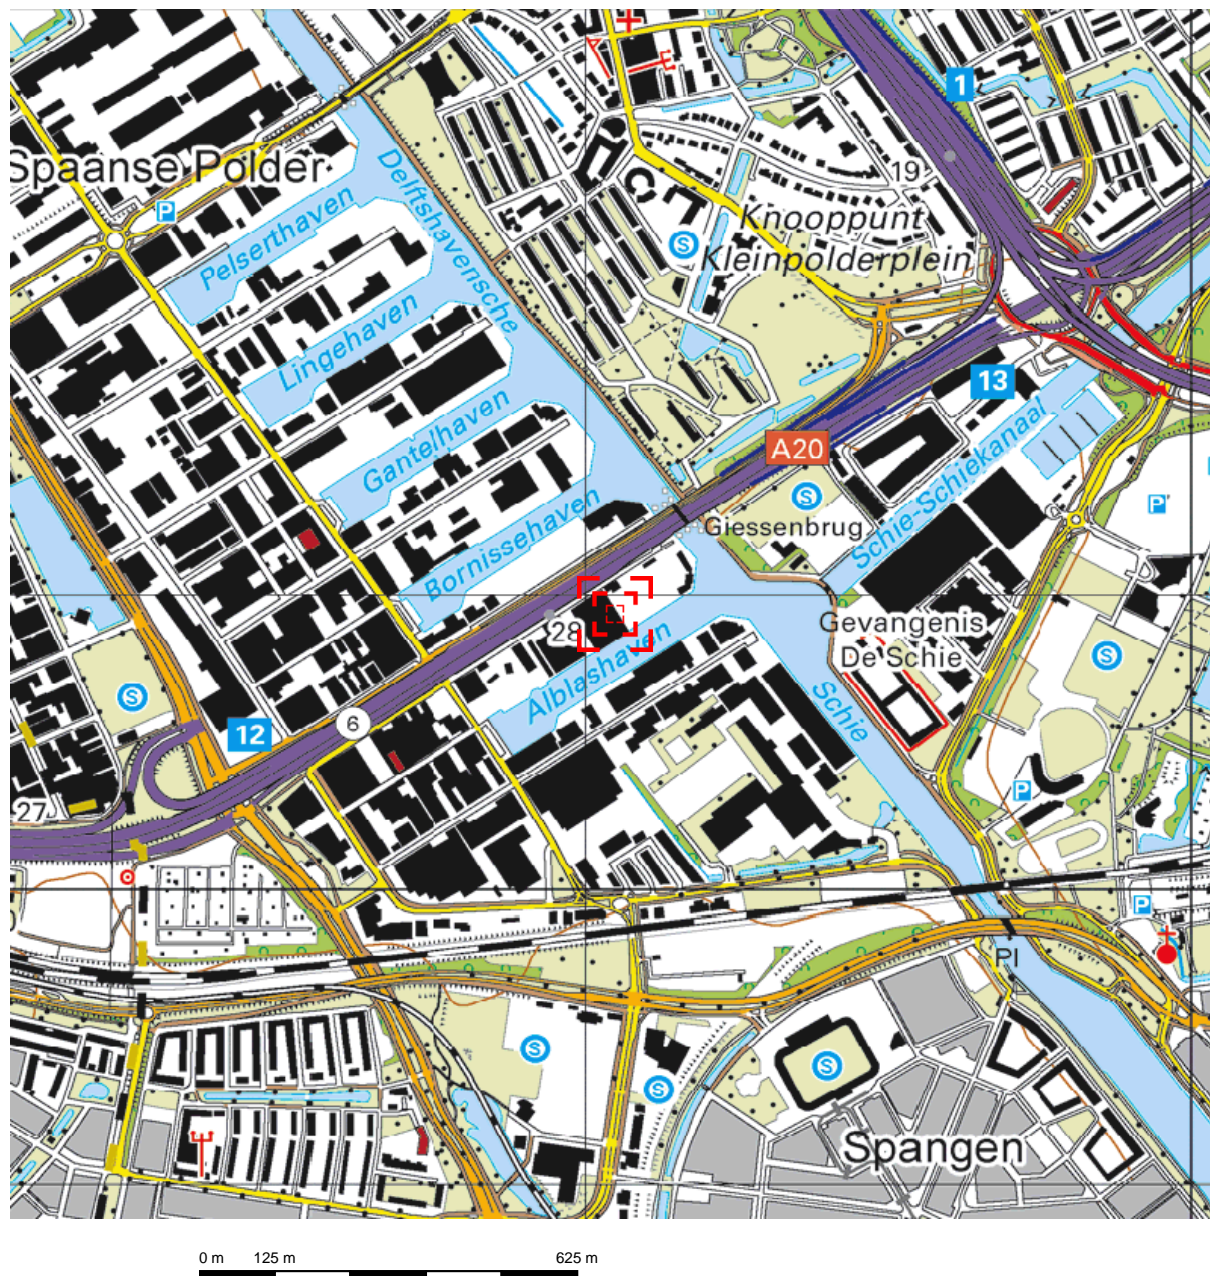 1
Spaanse Polder
P
Delftshavensche
19
Pelserthaven
S
Knooppunt
Kleinpolderplein
Lingehaven
13
Gantelhaven
A20
Schie-Schiekanaal
S
P
Bornissehaven
Giessenbrug
28
Gevangenis
De Schie
S
Alblashaven
S
Schie
12
6
P
27
P
Pl
S
S
S
Spangen
0 m 125 m 625 m